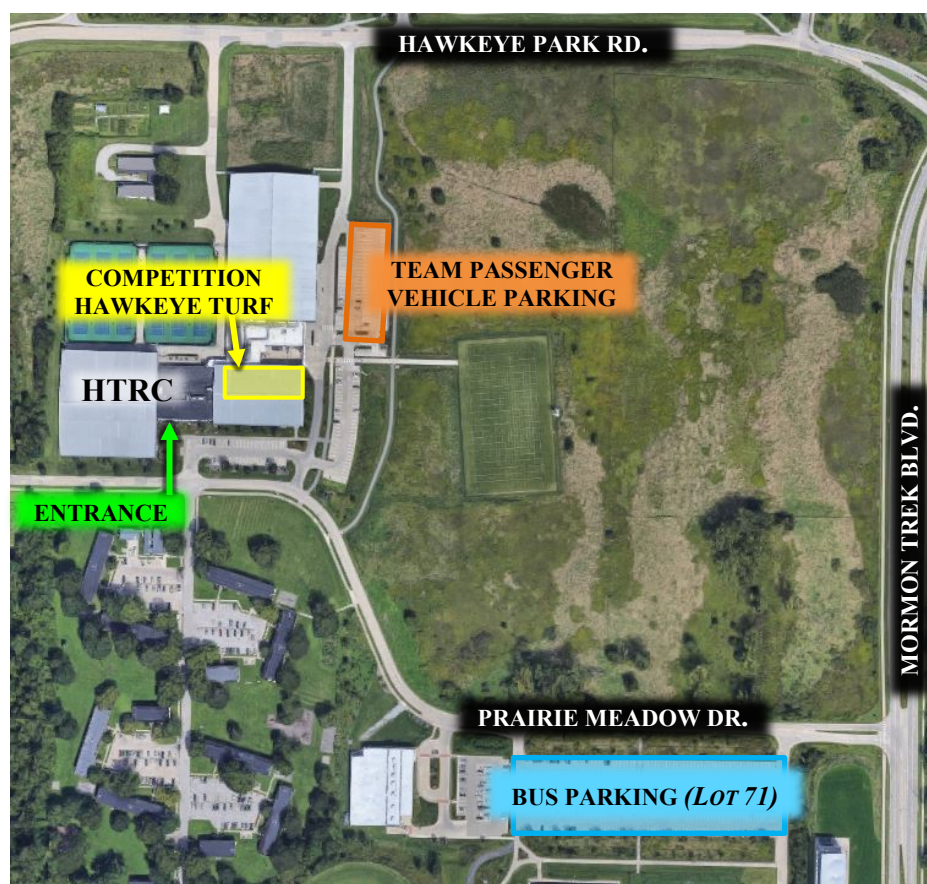 HAWKEYE PARK RD.
COMPETITION
HAWKEYE TURF
TEAM PASSENGER
VEHICLE PARKING
HTRC
ENTRANCE
MORMON TREK BLVD.
PRAIRIE MEADOW DR.
BUS PARKING (LOT 71)